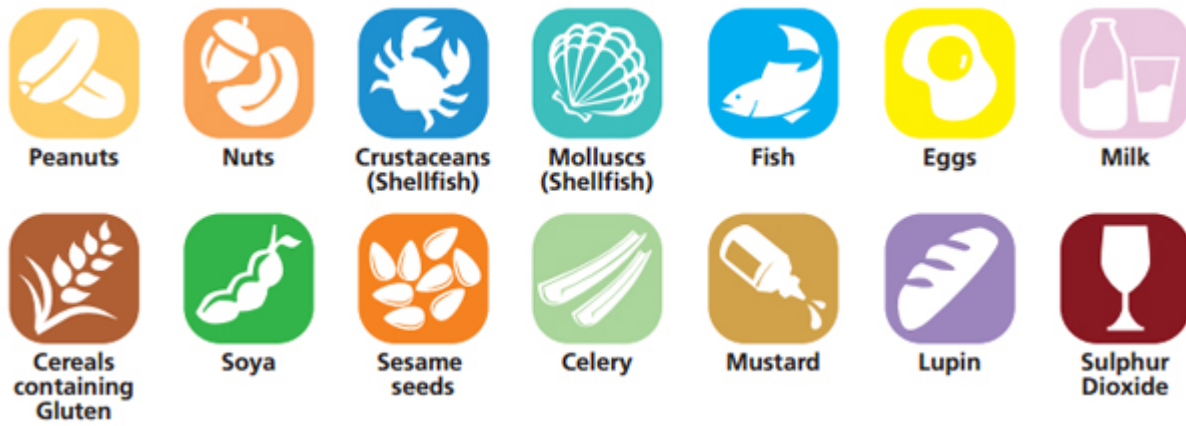 Peanuts
Nuts
Crustaceans
(Shellfish)
Molluscs
(Shellfish)
Fish
Eggs
Milk
Cereals
containing
Gluten
Soya
Sesame
seeds
Celery
Mustard
Lupin
Sulphur
Dioxide